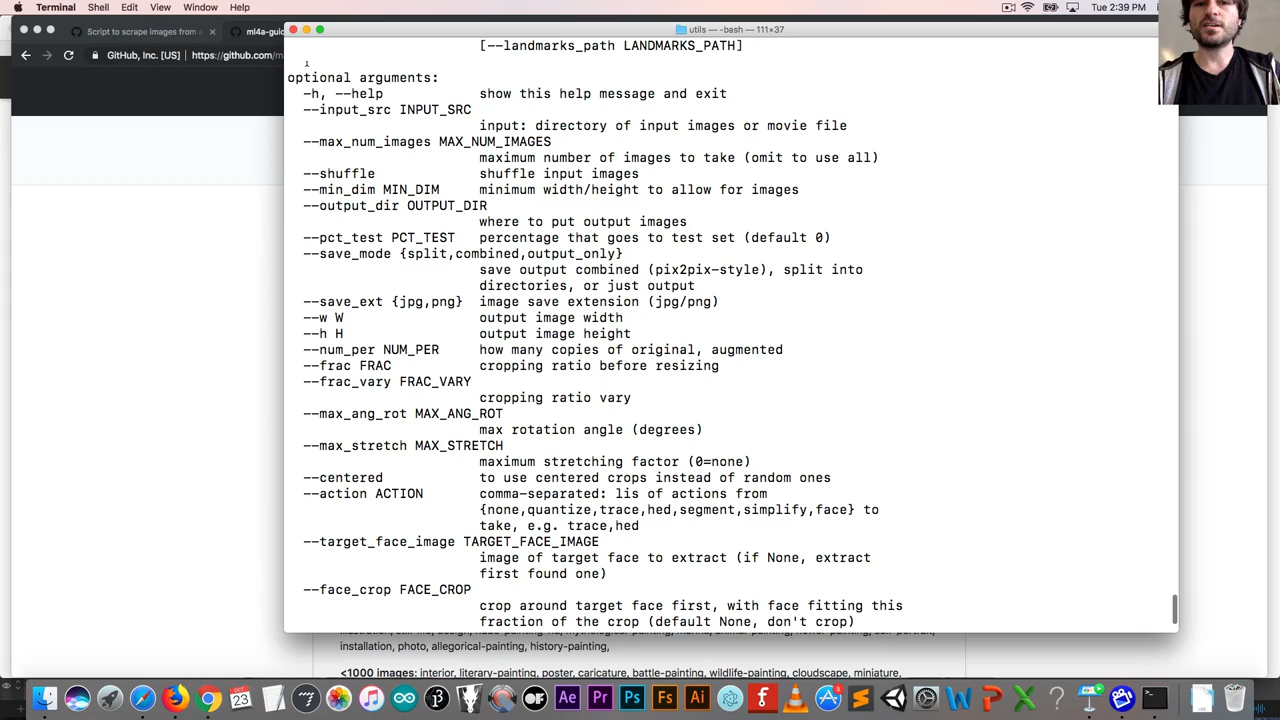 Terminal Shell Edit View Window Help
Tue 2:39 PM
Script to scrape images from a
ml4a-guid
utils — -bash — 111×37
GitHub, Inc. [US] https://github.com/m
[--landmarks_path LANDMARKS_PATH]
optional arguments:
-h, --help show this help message and exit
--input_src INPUT_SRC
input: directory of input images or movie file
--max_num_images MAX_NUM_IMAGES
maximum number of images to take (omit to use all)
--shuffle shuffle input images
--min_dim MIN_DIM minimum width/height to allow for images
--output_dir OUTPUT_DIR
where to put output images
--pct_test PCT_TEST percentage that goes to test set (default 0)
--save_mode {split,combined,output_only}
save output combined (pix2pix-style), split into
directories, or just output
--save_ext {jpg,png} image save extension (jpg/png)
--w W output image width
--h H output image height
--num_per NUM_PER how many copies of original, augmented
--frac FRAC cropping ratio before resizing
--frac_vary FRAC_VARY
cropping ratio vary
--max_ang_rot MAX_ANG_ROT
max rotation angle (degrees)
--max_stretch MAX_STRETCH
maximum stretching factor (0=none)
--centered to use centered crops instead of random ones
--action ACTION comma-separated: lis of actions from
{none,quantize,trace,hed,segment,simplify,face} to
take, e.g. trace,hed
--target_face_image TARGET_FACE_IMAGE
image of target face to extract (if None, extract
first found one)
--face_crop FACE_CROP
crop around target face first, with face fitting this
fraction of the crop (default None, don't crop)
installation, photo, allegorical-painting, history-painting,
<1000 images: interior, literary-painting, poster, caricature, battle-painting, wildlife-painting, cloudscape, miniature,
23
Ae Pr Ps Fs Ai